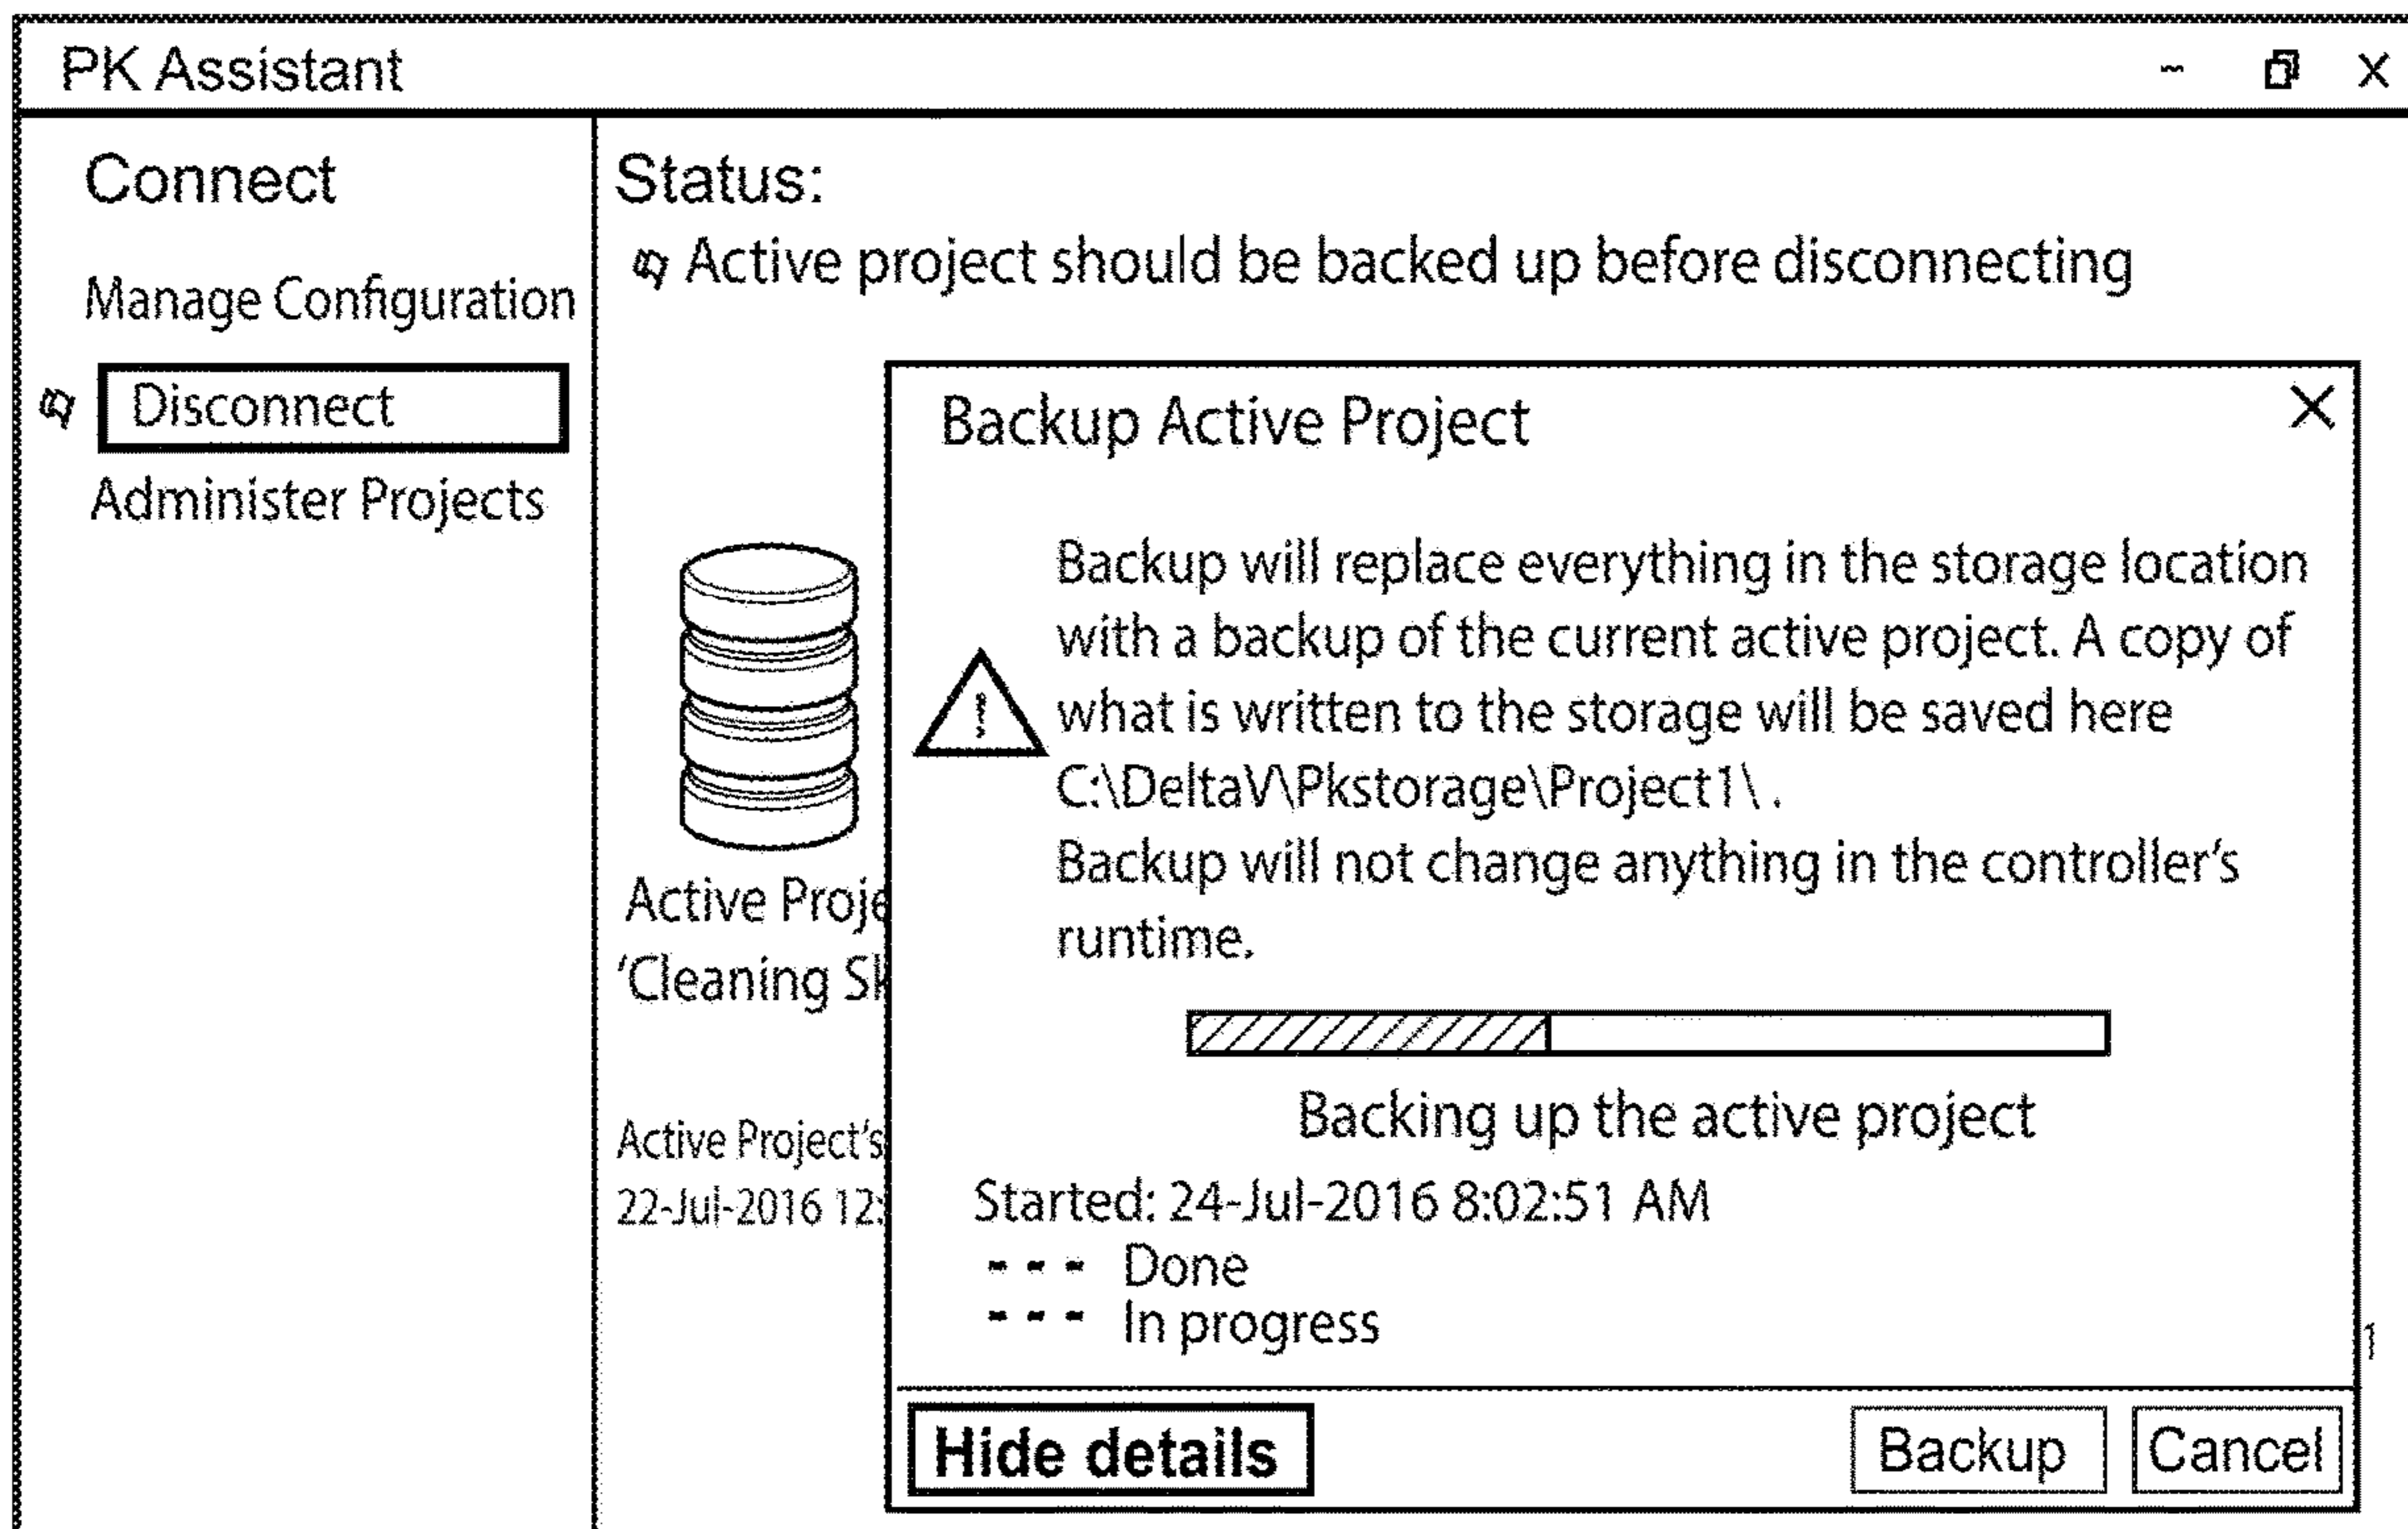 PK Assistant
Connect
Manage Configuration
Disconnect
Administer Projects
Status:
Active project should be backed up before disconnecting
Active Proje
'Cleaning Sk
Active Project's
22-Jul-2016 12:
Backup Active Project
Backup will replace everything in the storage location
with a backup of the current active project. A copy of
what is written to the storage will be saved here
C:\DeltaV\Pkstorage\Project1\ .
Backup will not change anything in the controller's
runtime.
Backing up the active project
Started: 24-Jul-2016 8:02:51 AM
- - - Done
- - - In progress
1
Hide details
Backup
Cancel